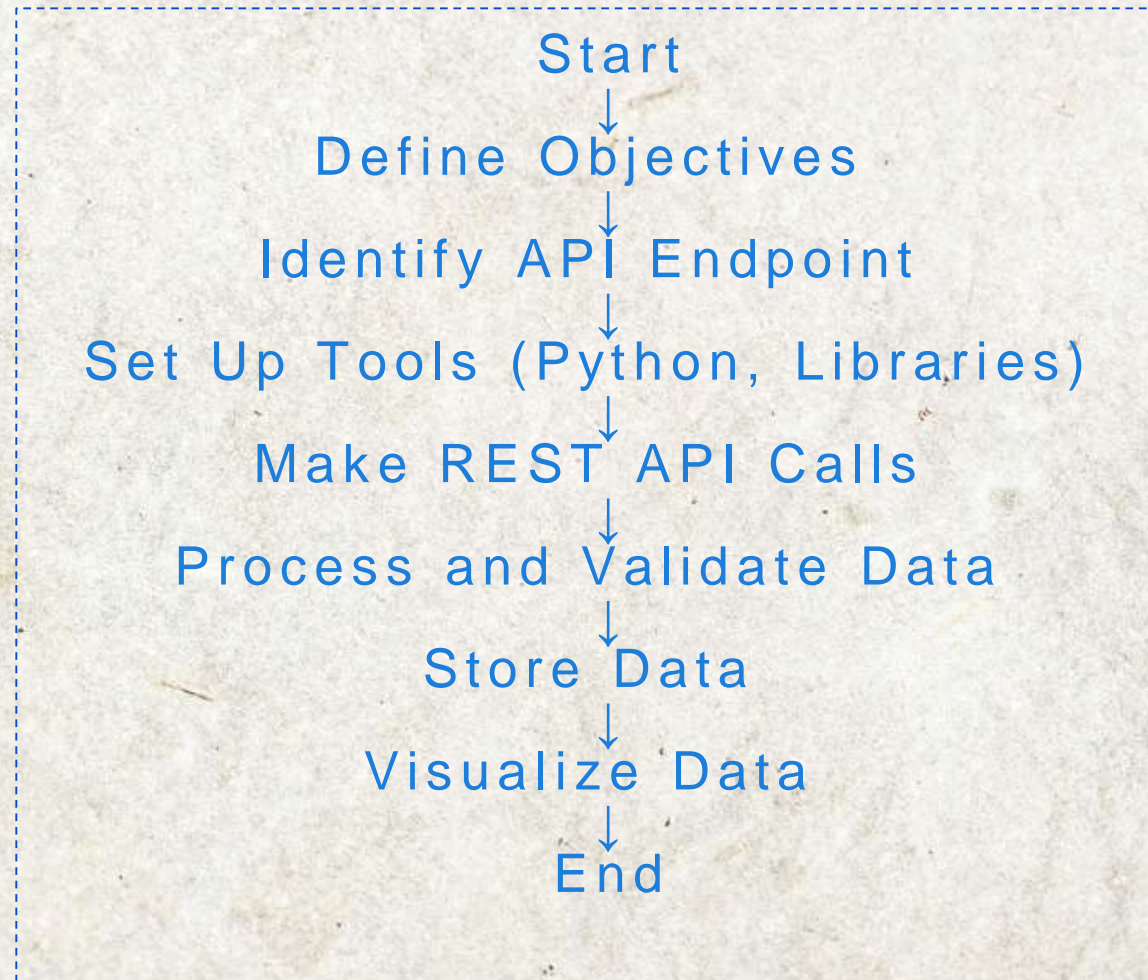 Start
↓
Define Objectives
↓
Identify API Endpoint
↓
Set Up Tools (Python, Libraries)
↓
Make REST API Calls
↓
Process and Validate Data
↓
Store Data
↓
Visualize Data
↓
End